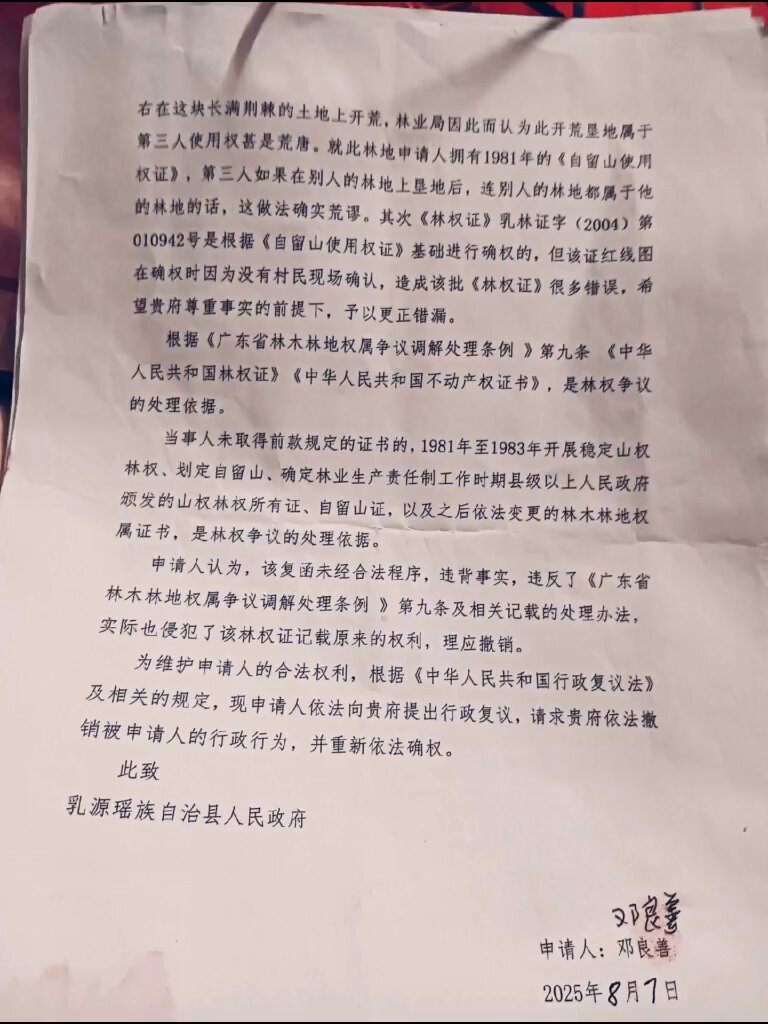 右在这块长满荆棘的土地上开荒，林业局因此而认为此开荒垦地属于
第三人使用权甚是荒唐。就此林地申请人拥有1981年的《自留山使用
权证》，第三人如果在别人的林地上垦地后，连别人的林地都属于他
的林地的话，这做法确实荒谬。其次《林权证》乳林证字（2004）第
010942号是根据《自留山使用权证》基础进行确权的，但该证红线图
在确权时因为没有村民现场确认，造成该批《林权证》很多错误，希
望贵府尊重事实的前提下，予以更正错漏。
根据《广东省林木林地权属争议调解处理条例 》第九条 《中华
人民共和国林权证》《中华人民共和国不动产权证书》，是林权争议
的处理依据。
当事人未取得前款规定的证书的，1981年至1983年开展稳定山权
林权、划定自留山、确定林业生产责任制工作时期县级以上人民政府
颁发的山权林权所有证、自留山证，以及之后依法变更的林木林地权
属证书，是林权争议的处理依据。
申请人认为，该复函未经合法程序，违背事实，违反了《广东省
林木林地权属争议调解处理条例 》第九条及相关记载的处理办法，
实际也侵犯了该林权证记载原来的权利，理应撤销。
为维护申请人的合法权利，根据《中华人民共和国行政复议法》
及相关的规定，现申请人依法向贵府提出行政复议，请求贵府依法撤
销被申请人的行政行为，并重新依法确权。
此致
乳源瑶族自治县人民政府
邓良善
申请人：邓良善
2025年8月7日